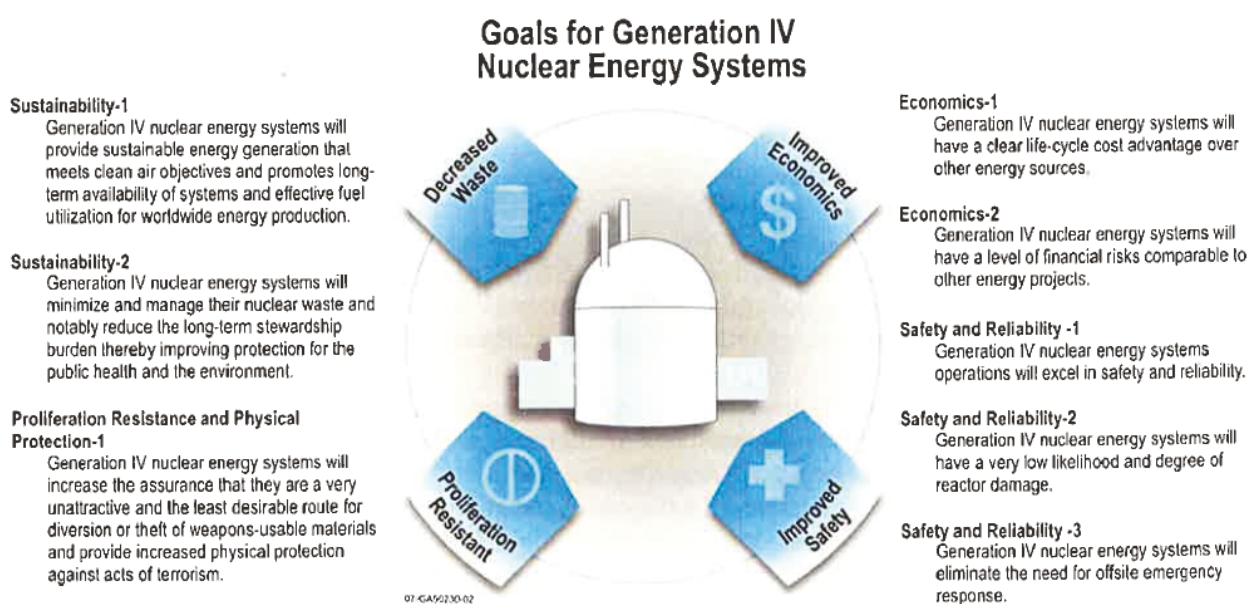 Goals for Generation IV
Nuclear Energy Systems
Sustainability-1
Generation IV nuclear energy systems will
provide sustainable energy generation that
meets clean air objectives and promotes long-
term availability of systems and effective fuel
utilization for worldwide energy production.
Sustainability-2
Generation IV nuclear energy systems will
minimize and manage their nuclear waste and
notably reduce the long-term stewardship
burden thereby improving protection for the
public health and the environment.
Proliferation Resistance and Physical
Protection-1
Generation IV nuclear energy systems will
increase the assurance that they are a very
unattractive and the least desirable route for
diversion or theft of weapons-usable materials
and provide increased physical protection
against acts of terrorism.
Decreased
Waste
Improved
Economics
$
Proliferation
Resistant
Improved
Safety
07-GA50230-02
Economics-1
Generation IV nuclear energy systems will
have a clear life-cycle cost advantage over
other energy sources.
Economics-2
Generation IV nuclear energy systems will
have a level of financial risks comparable to
other energy projects.
Safety and Reliability -1
Generation IV nuclear energy systems
operations will excel in safety and reliability.
Safety and Reliability-2
Generation IV nuclear energy systems will
have a very low likelihood and degree of
reactor damage.
Safety and Reliability -3
Generation IV nuclear energy systems will
eliminate the need for offsite emergency
response.